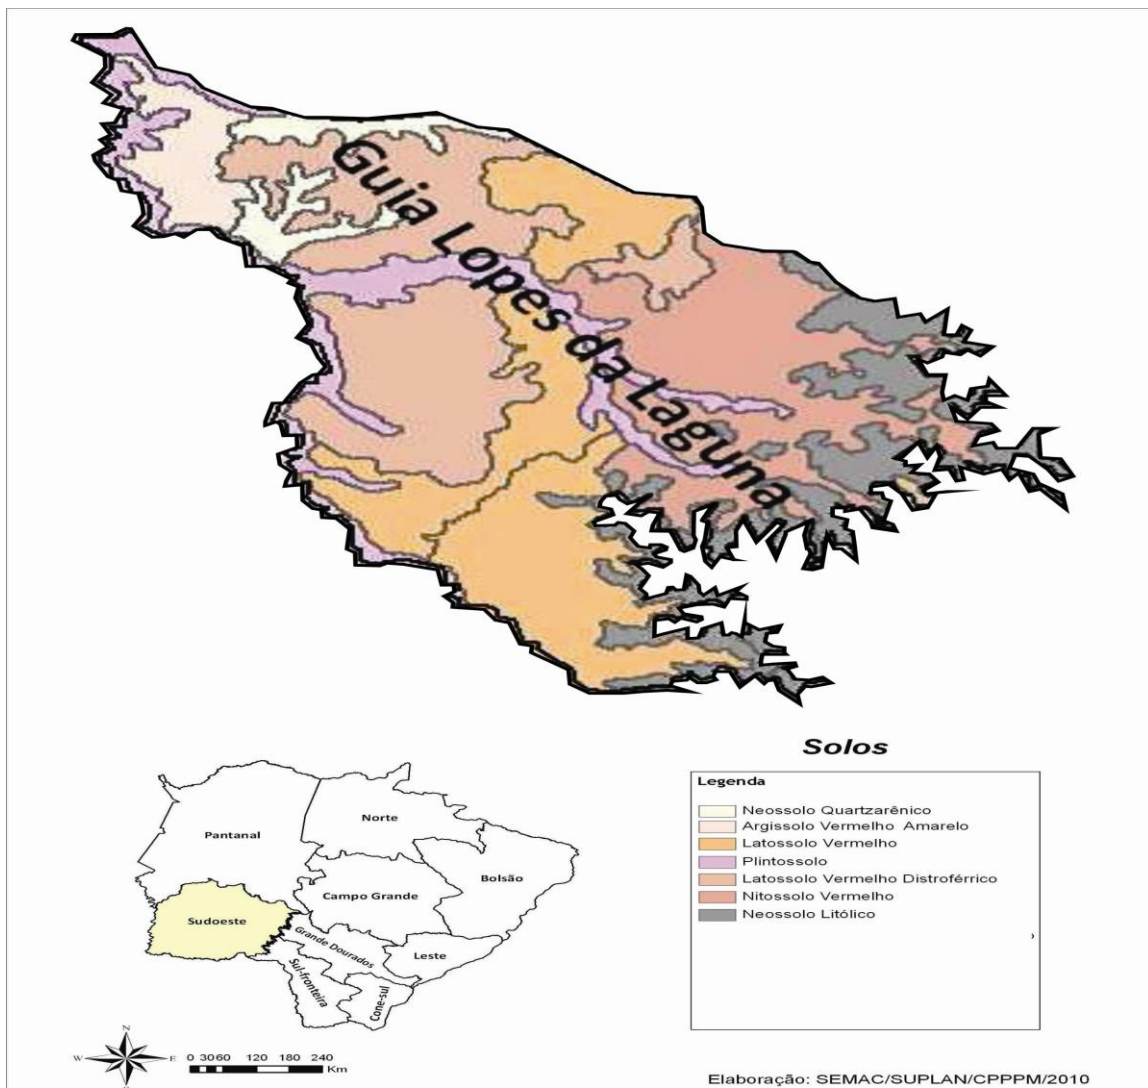 Guia Lopes da Laguna
Solos
Legenda
Neossolo Quartzarênico
Argissolo Vermelho Amarelo
Latossolo Vermelho
Plintossolo
Latossolo Vermelho Distroférrico
Nitossolo Vermelho
Neossolo Litólico
Pantanal
Norte
Bolsão
Campo Grande
Sudoeste
Grande Dourados
Leste
Sul-fronteira
Cone-sul
N
W
E
0 30 60 120 180 240
Km
Elaboração: SEMAC/SUPLAN/CPPPM/2010